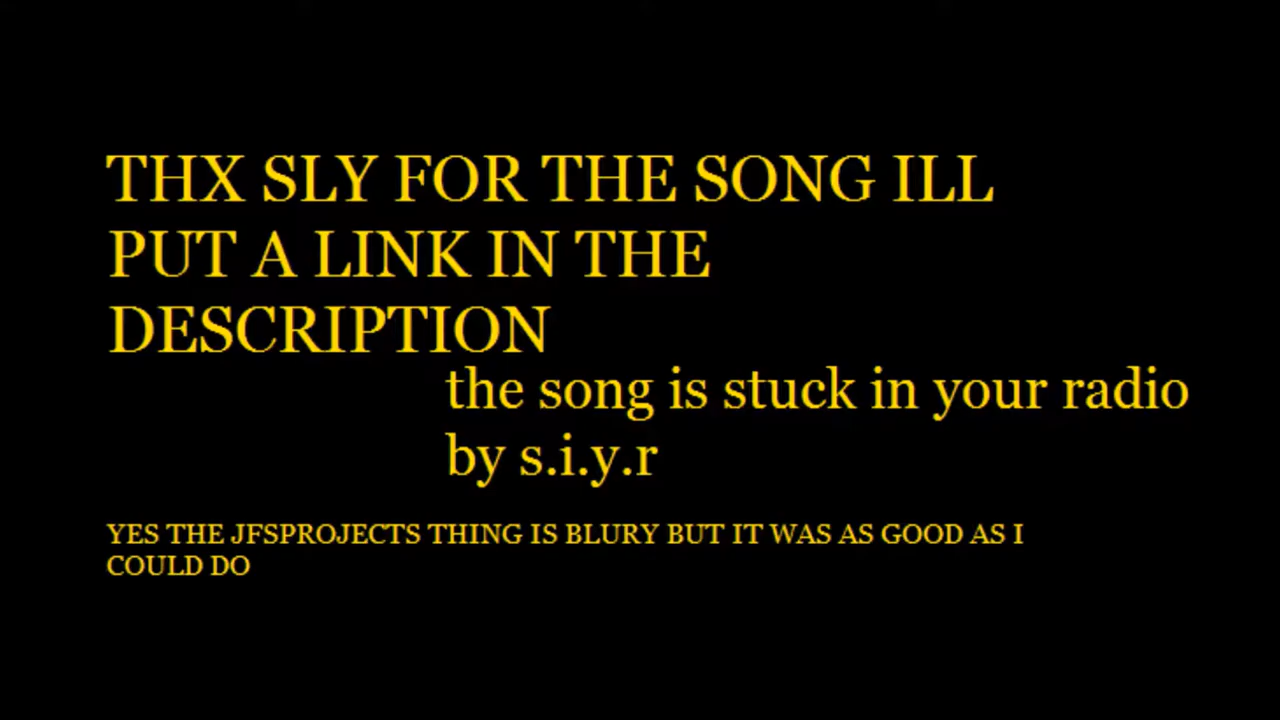 THX SLY FOR THE SONG ILL
PUT A LINK IN THE
DESCRIPTION
the song is stuck in your radio
by s.i.y.r
YES THE JFSPROJECTS THING IS BLURY BUT IT WAS AS GOOD AS I
COULD DO